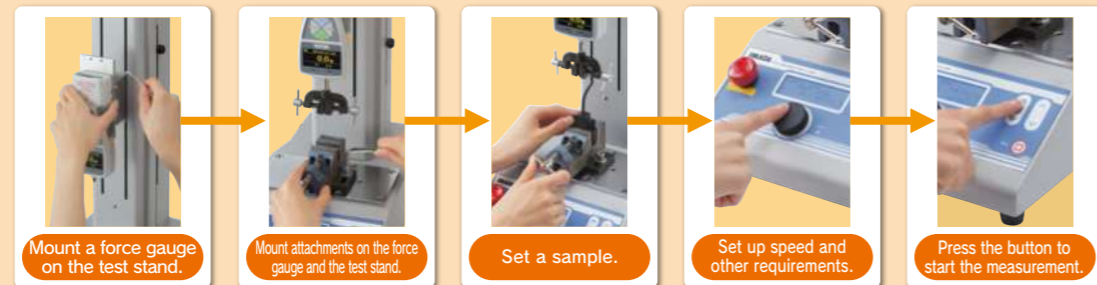 Mount a force gauge
on the test stand.
Mount attachments on the force
gauge and the test stand.
Set a sample.
Set up speed and
other requirements.
Press the button to
start the measurement.